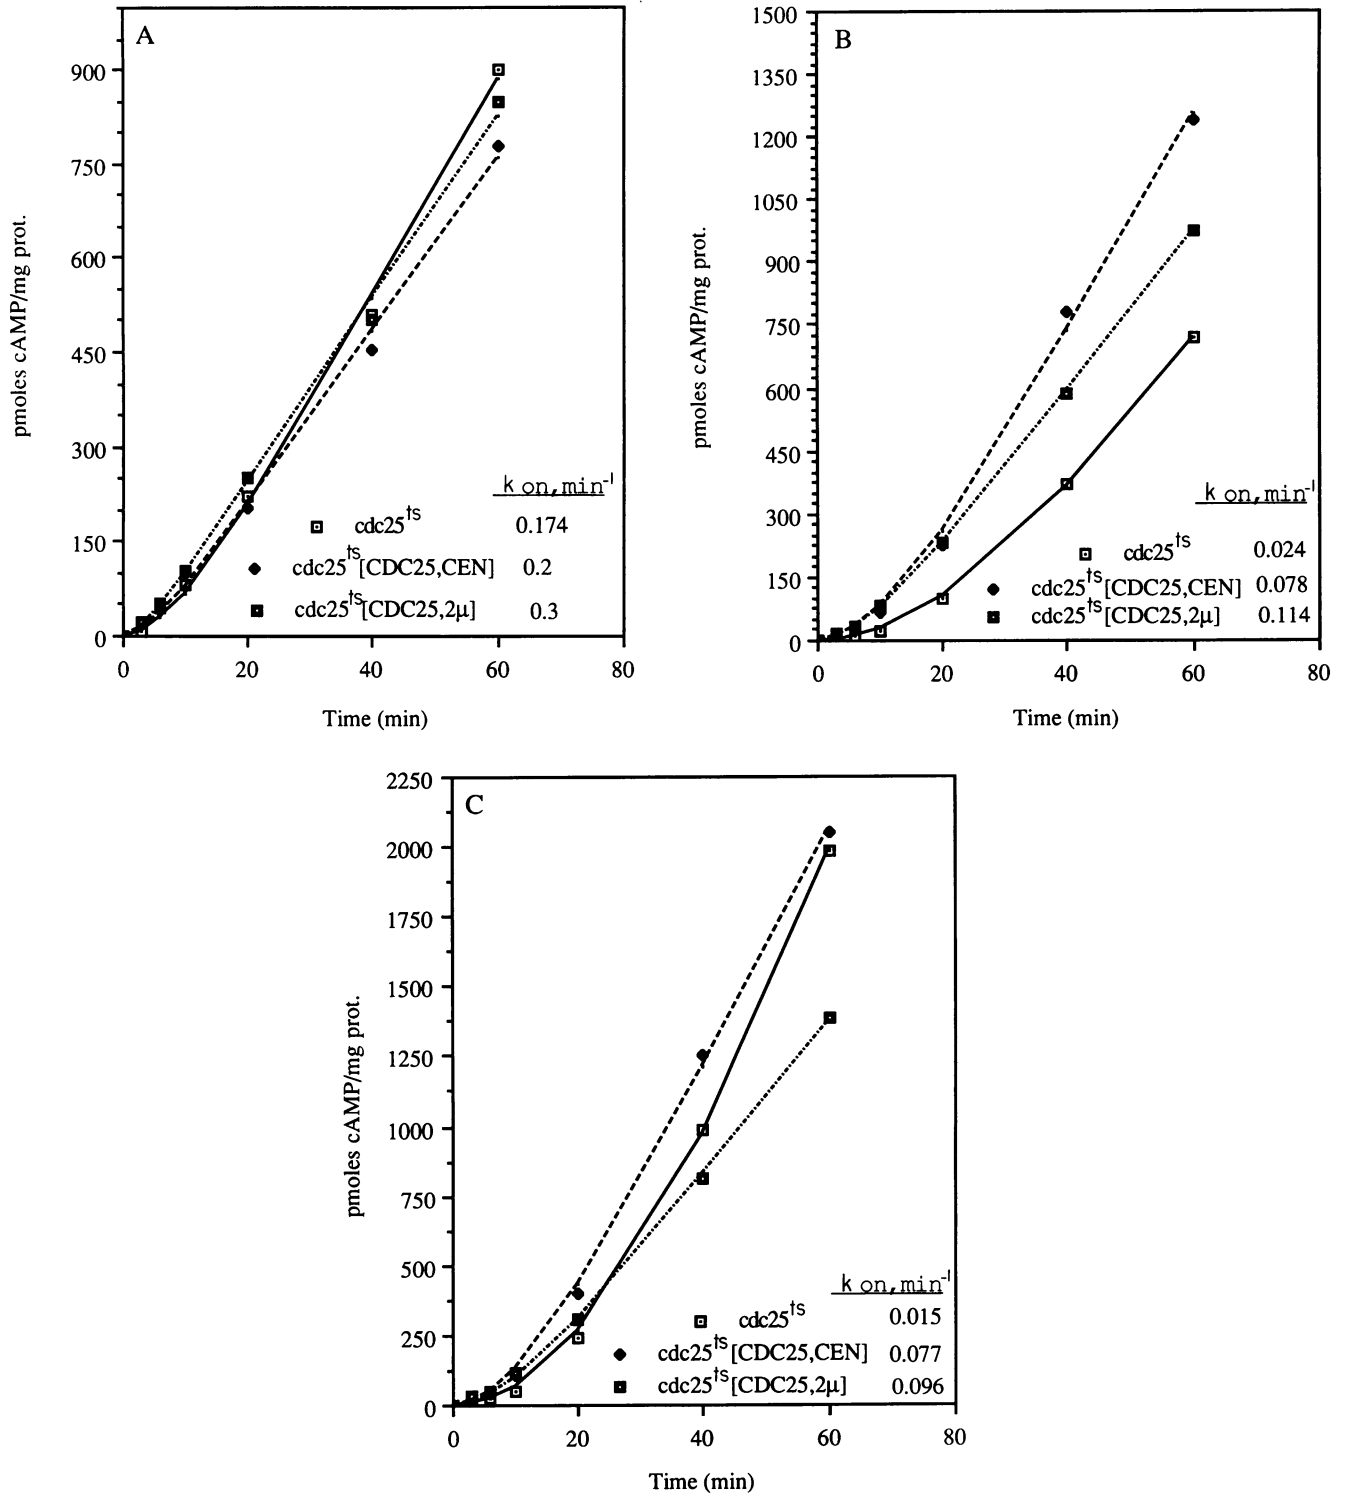 A
900
750
600
450
300
150
0
0 20 40 60 80
Time (min)
pmoles cAMP/mg prot.
k on,min⁻¹
cdc25ᵗˢ 0.174
cdc25ᵗˢ[CDC25,CEN] 0.2
cdc25ᵗˢ[CDC25,2μ] 0.3
B
1500
1350
1200
1050
900
750
600
450
300
150
0
0 20 40 60 80
Time (min)
pmoles cAMP/mg prot.
k on,min⁻¹
cdc25ᵗˢ 0.024
cdc25ᵗˢ[CDC25,CEN] 0.078
cdc25ᵗˢ[CDC25,2μ] 0.114
C
2250
2000
1750
1500
1250
1000
750
500
250
0
0 20 40 60 80
Time (min)
pmoles cAMP/mg prot.
k on,min⁻¹
cdc25ᵗˢ 0.015
cdc25ᵗˢ[CDC25,CEN] 0.077
cdc25ᵗˢ[CDC25,2μ] 0.096